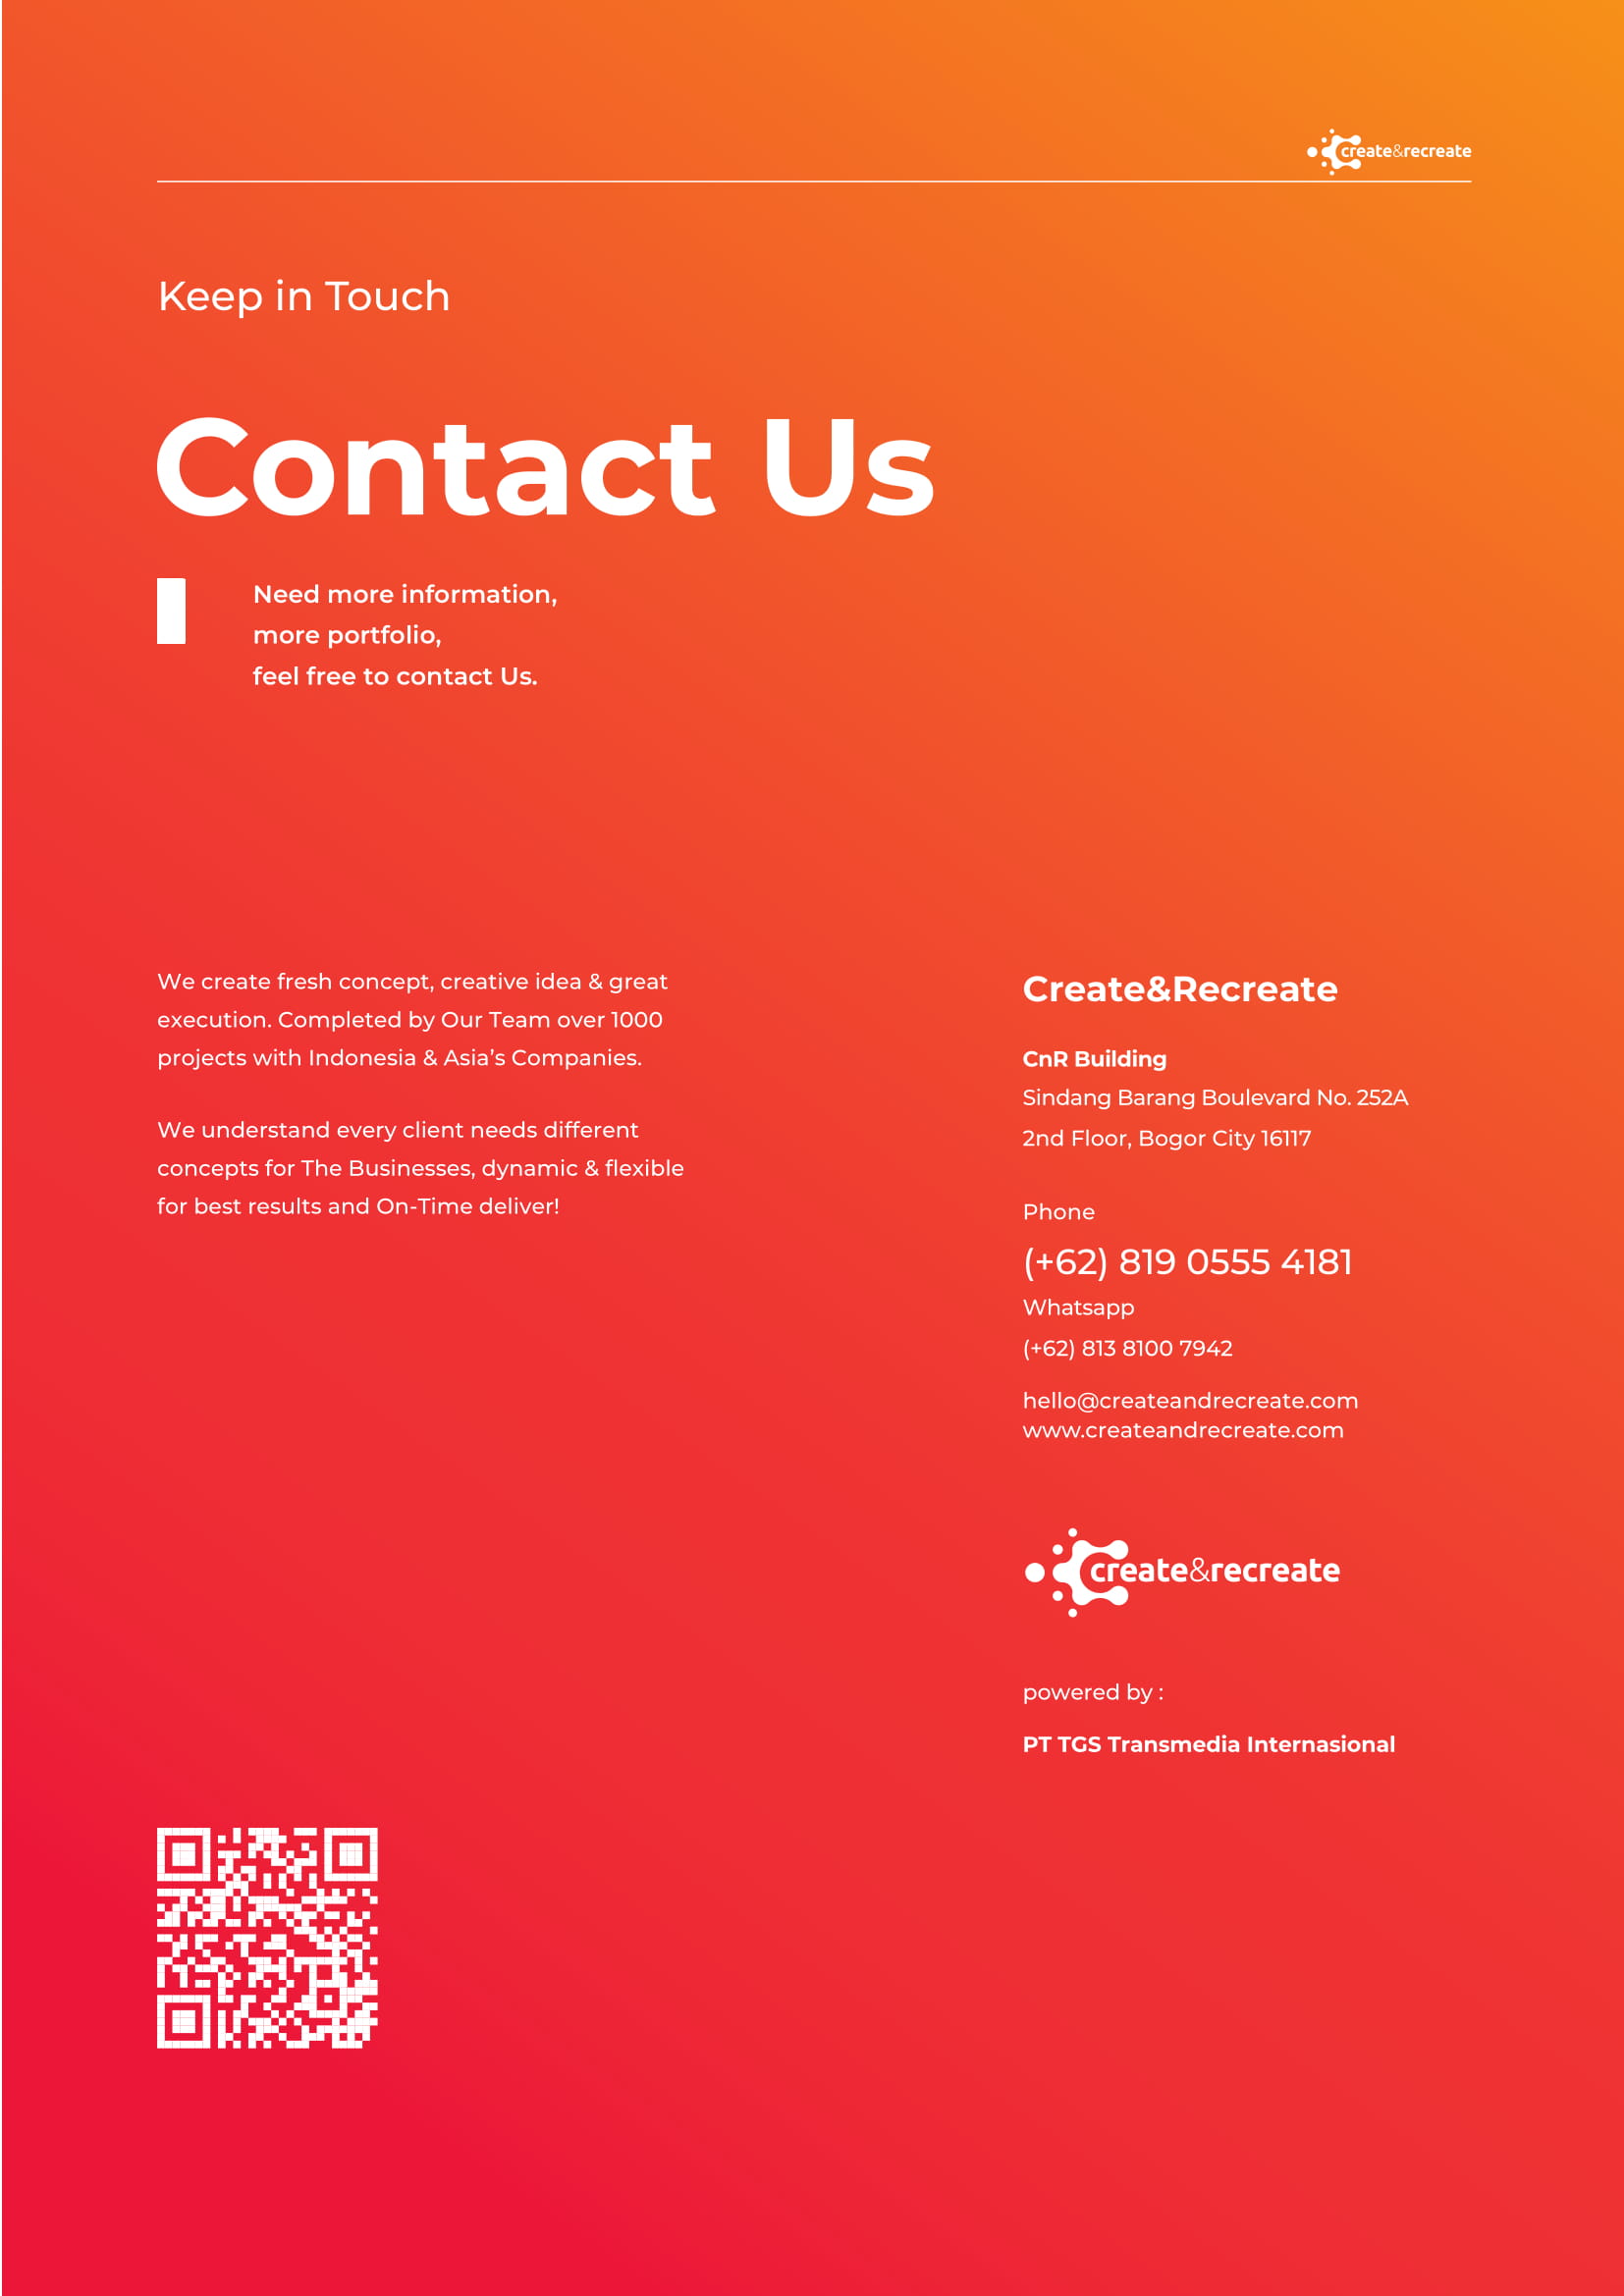 create&recreate
Keep in Touch
Contact Us
Need more information,
more portfolio,
feel free to contact Us.
We create fresh concept, creative idea & great
execution. Completed by Our Team over 1000
projects with Indonesia & Asia’s Companies.
We understand every client needs different
concepts for The Businesses, dynamic & flexible
for best results and On-Time deliver!
Create&Recreate
CnR Building
Sindang Barang Boulevard No. 252A
2nd Floor, Bogor City 16117
Phone
(+62) 819 0555 4181
Whatsapp
(+62) 813 8100 7942
hello@createandrecreate.com
www.createandrecreate.com
create&recreate
powered by :
PT TGS Transmedia Internasional